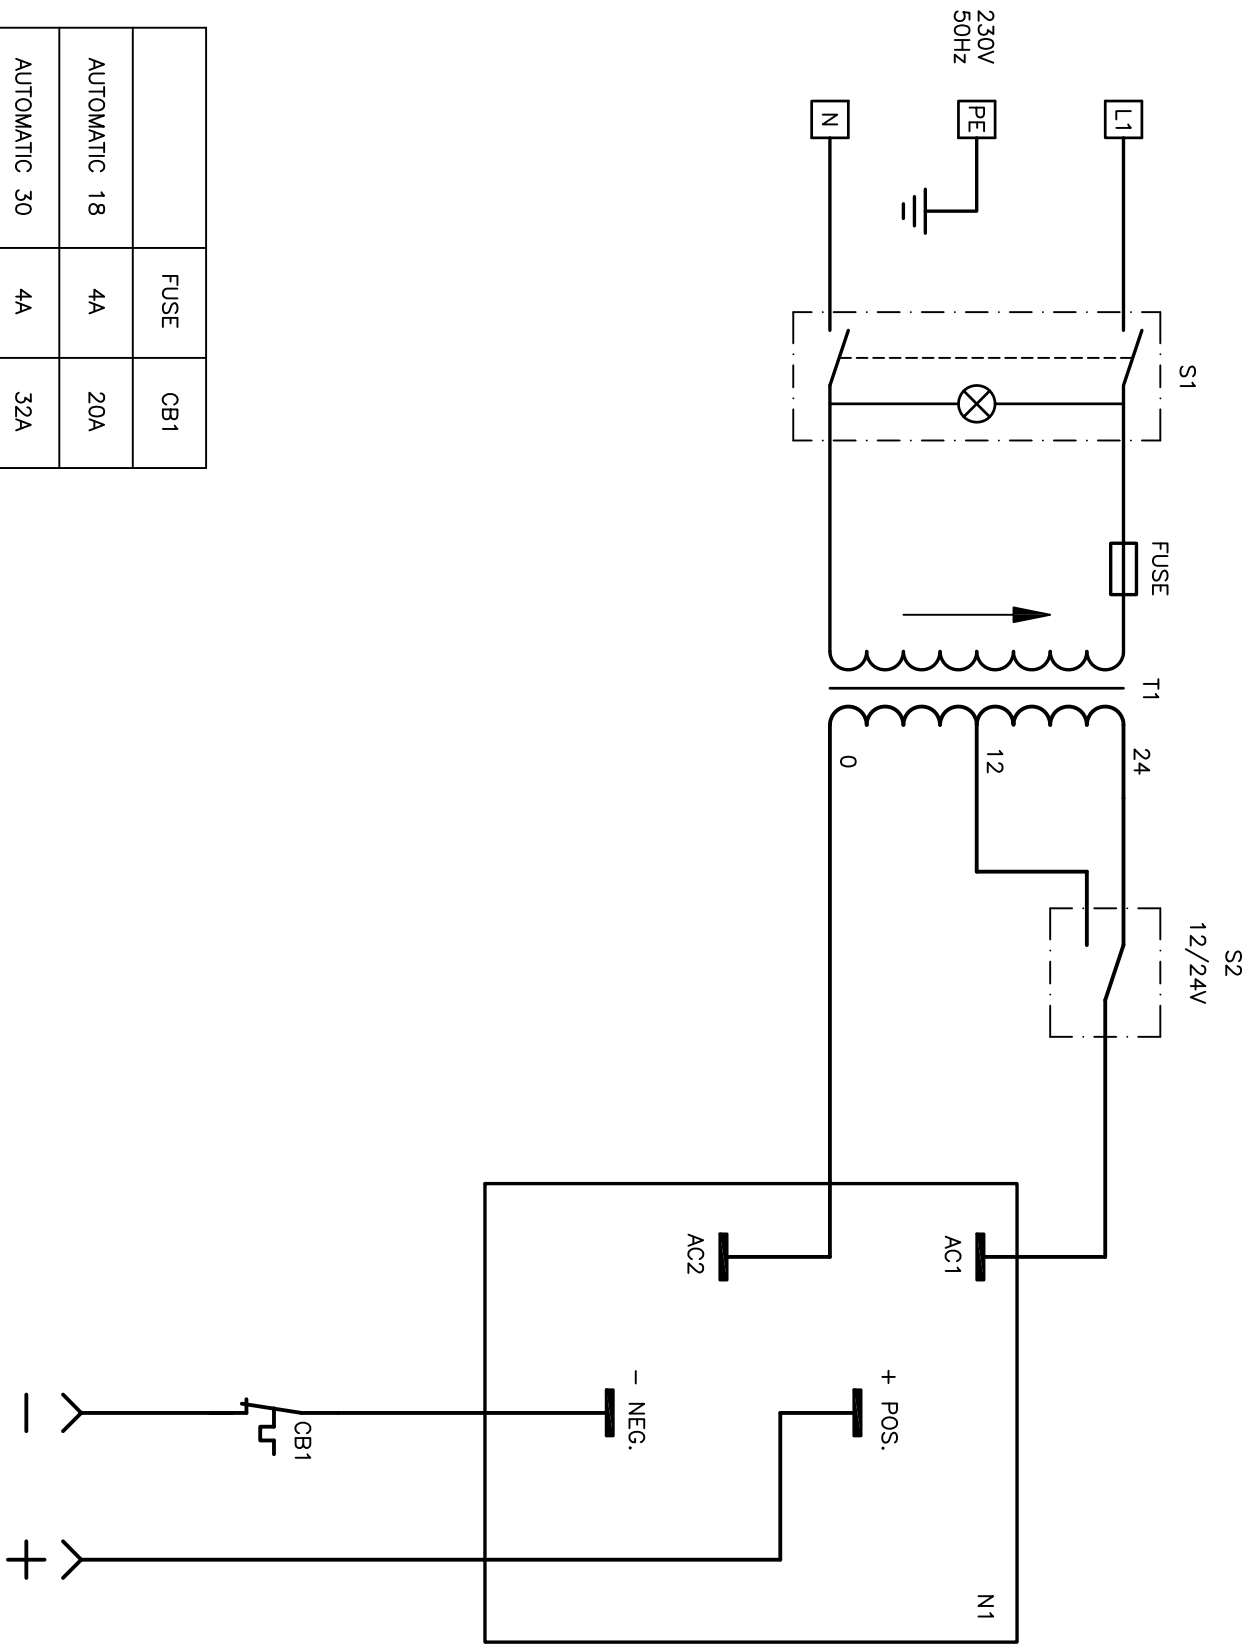 230V
50Hz
L1
PE
N
S1
FUSE
T1
24
12
0
S2
12/24V
AC1
AC2
+ POS.
- NEG.
N1
CB1
FUSE CB1
AUTOMATIC 18 4A 20A
AUTOMATIC 30 4A 32A
− +